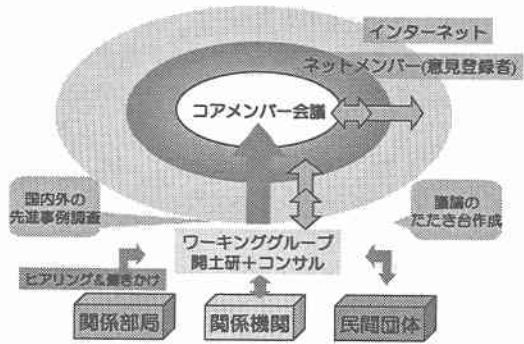 インターネット
ネットメンバー(意見登録者)
コアメンバー会議
国内外の
先進事例調査
議論の
たたき台作成
ワーキンググループ
開土研＋コンサル
ヒアリング&働きかけ
関係部局
関係機関
民間団体